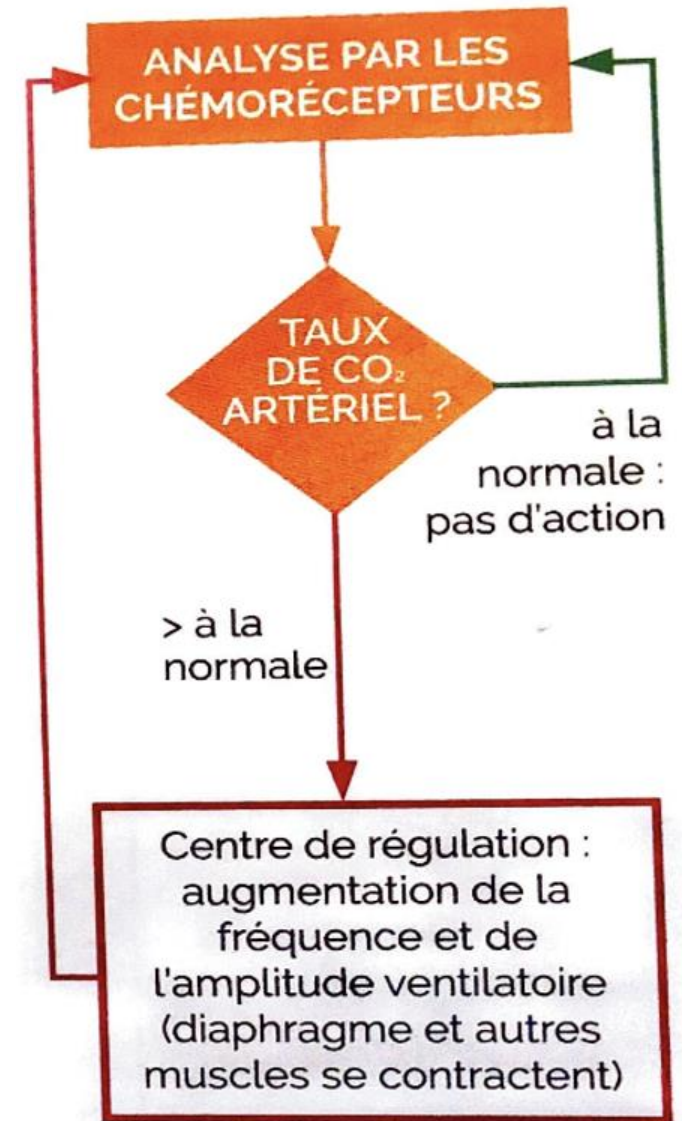 ANALYSE PAR LES
CHÉMORÉCEPTEURS
TAUX
DE CO₂
ARTÉRIEL ?
à la
normale :
pas d'action
> à la
normale
Centre de régulation :
augmentation de la
fréquence et de
l'amplitude ventilatoire
(diaphragme et autres
muscles se contractent)